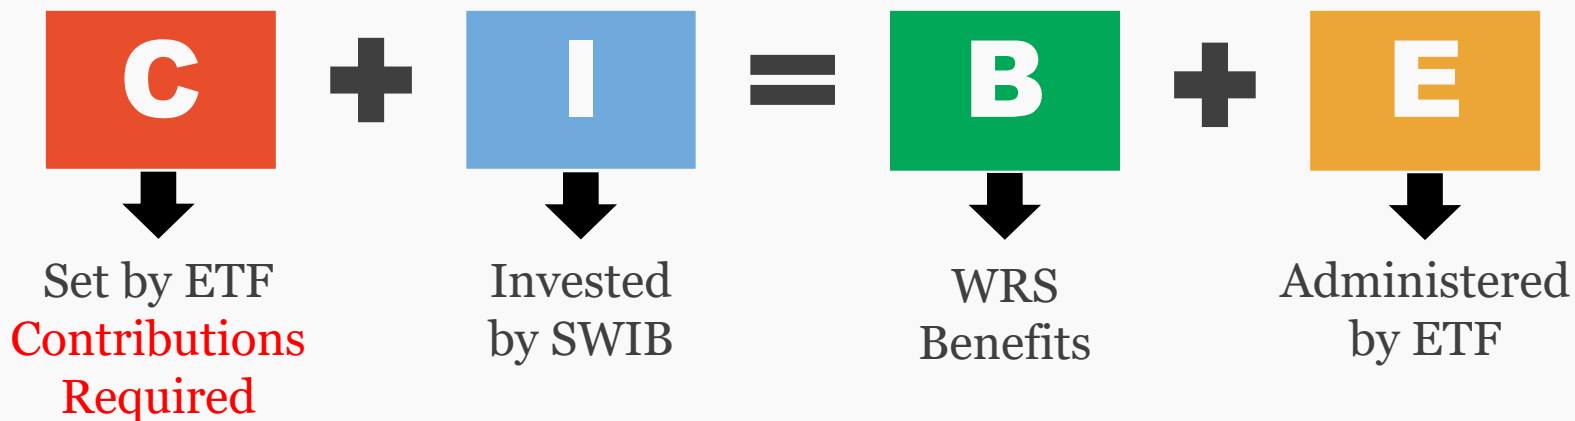 C + I = B + E
Set by ETF
Contributions
Required
Invested
by SWIB
WRS
Benefits
Administered
by ETF